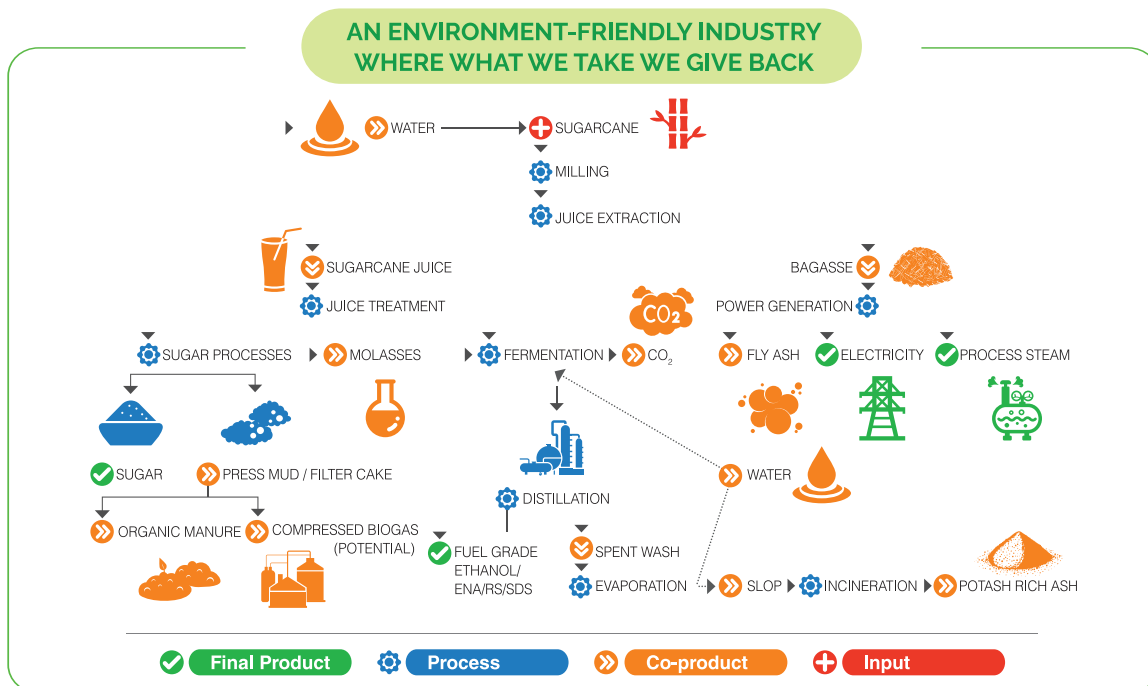 AN ENVIRONMENT-FRIENDLY INDUSTRY
WHERE WHAT WE TAKE WE GIVE BACK
WATER
SUGARCANE
MILLING
JUICE EXTRACTION
SUGARCANE JUICE
BAGASSE
JUICE TREATMENT
POWER GENERATION
CO2
SUGAR PROCESSES
MOLASSES
FERMENTATION
CO₂
FLY ASH
ELECTRICITY
PROCESS STEAM
SUGAR
PRESS MUD / FILTER CAKE
WATER
DISTILLATION
ORGANIC MANURE
COMPRESSED BIOGAS
(POTENTIAL)
FUEL GRADE
ETHANOL/
ENA/RS/SDS
SPENT WASH
EVAPORATION
SLOP
INCINERATION
POTASH RICH ASH
Final Product
Process
Co-product
Input